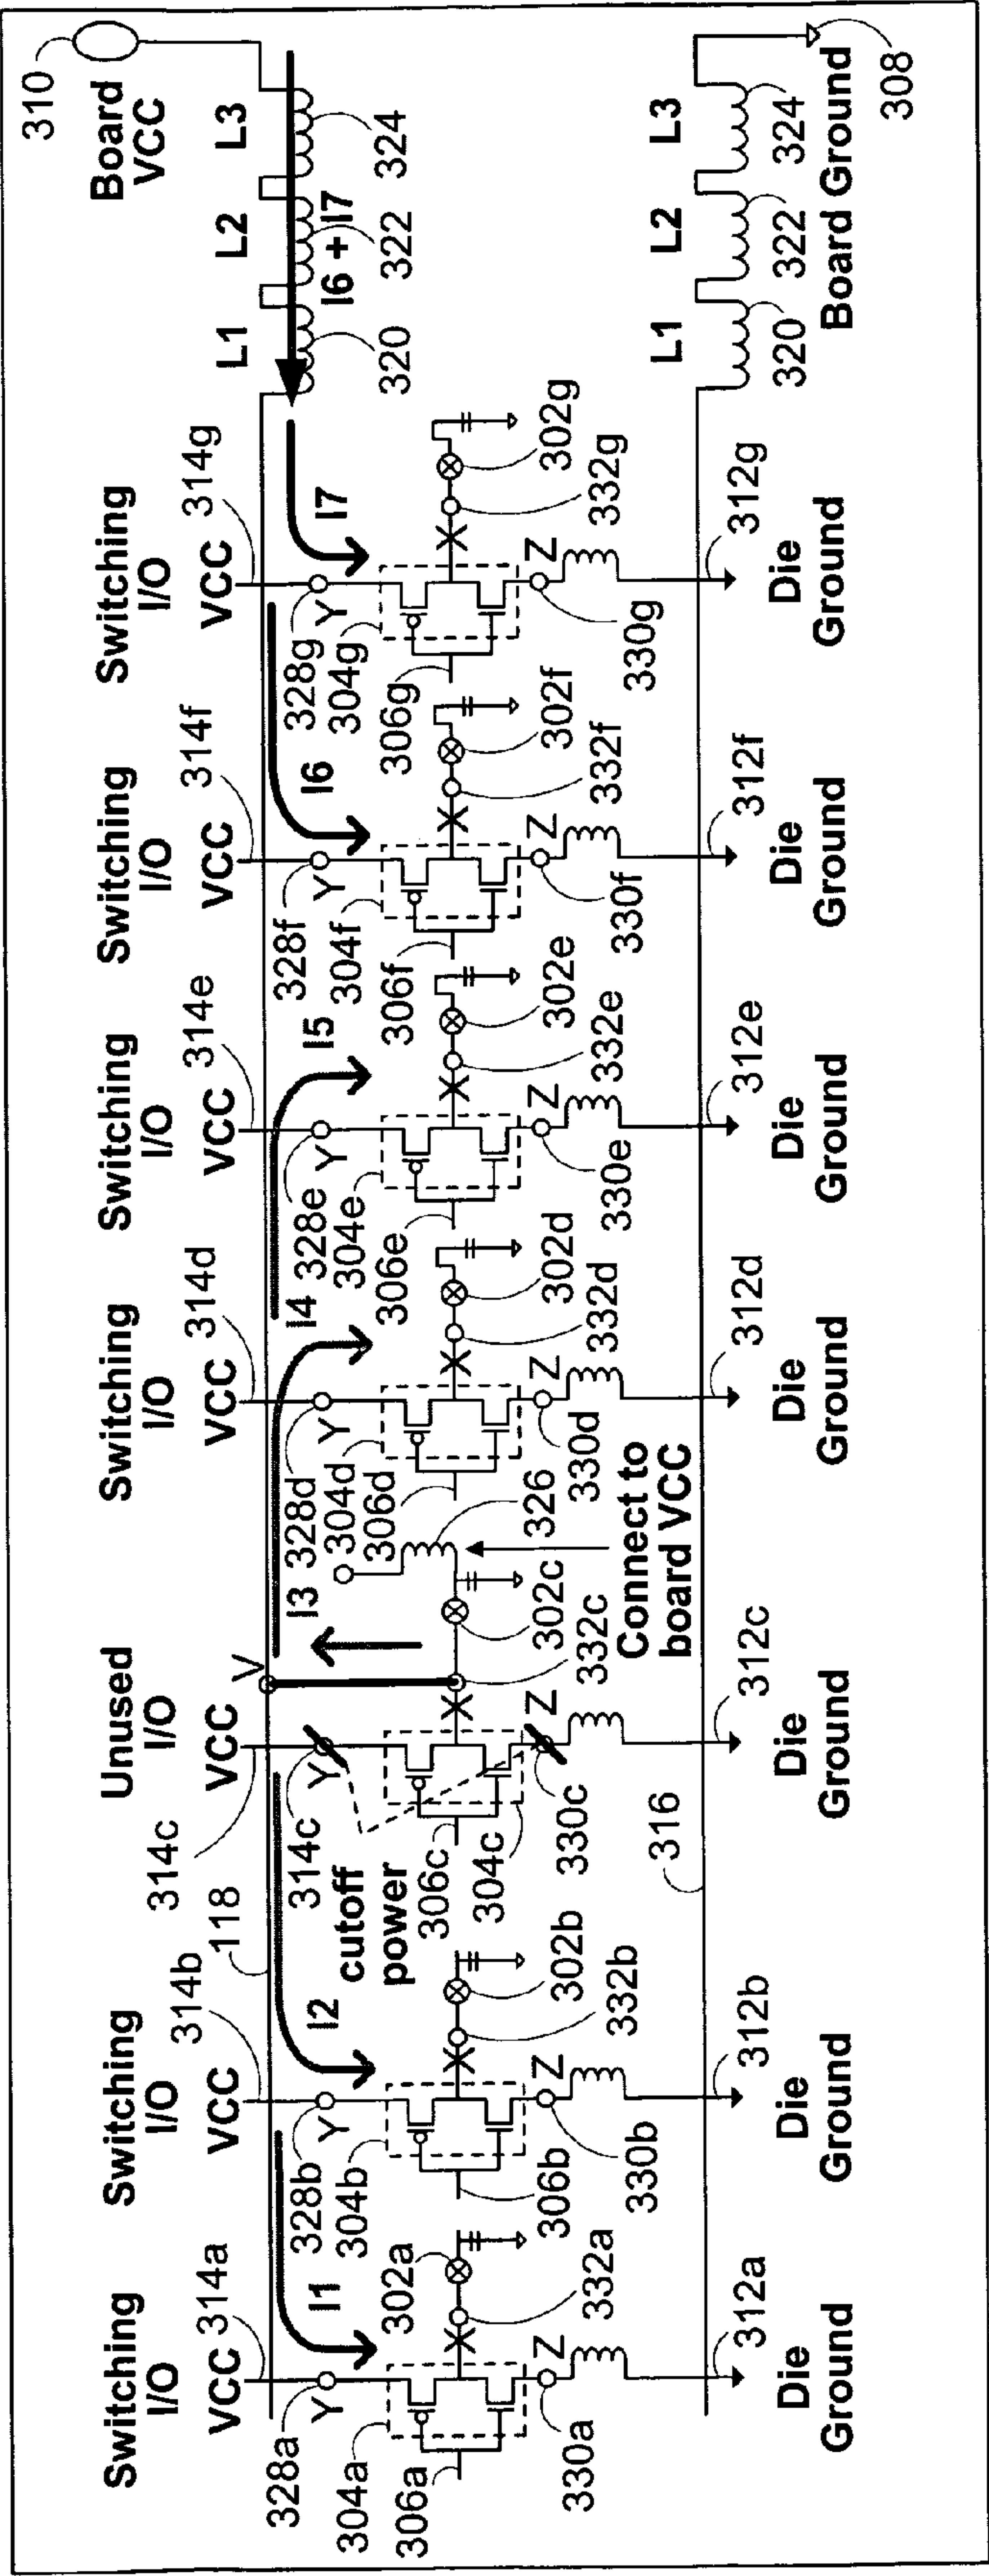 Switching
I/O
Switching
I/O
Unused
I/O
Switching
I/O
Switching
I/O
Switching
I/O
Switching
I/O
Board
VCC
310
314a
VCC
314b
VCC
118
314c
VCC
V
314d
VCC
314e
VCC
314f
VCC
314g
VCC
L1
L2
L3
328a
Y
I1
328b
Y
I2
314c
Y
I3
328d
Y
I4
328e
Y
I5
328f
Y
I6
328g
Y
I7
320
I6 + I7
322
324
304a
306a
302a
304b
306b
302b
cutoff
power
306c
304c
302c
326
304d
306d
302d
304e
306e
302e
304f
306f
302f
304g
306g
302g
X
X
X
X
X
X
X
332a
332b
332c
332d
332e
332f
332g
Z
Z
Z
Z
Z
Z
Z
330a
330b
330c
330d
330e
330f
330g
Connect to
board VCC
316
L1
L2
L3
320
322
324
308
Board Ground
312a
312b
312c
312d
312e
312f
312g
Die
Ground
Die
Ground
Die
Ground
Die
Ground
Die
Ground
Die
Ground
Die
Ground